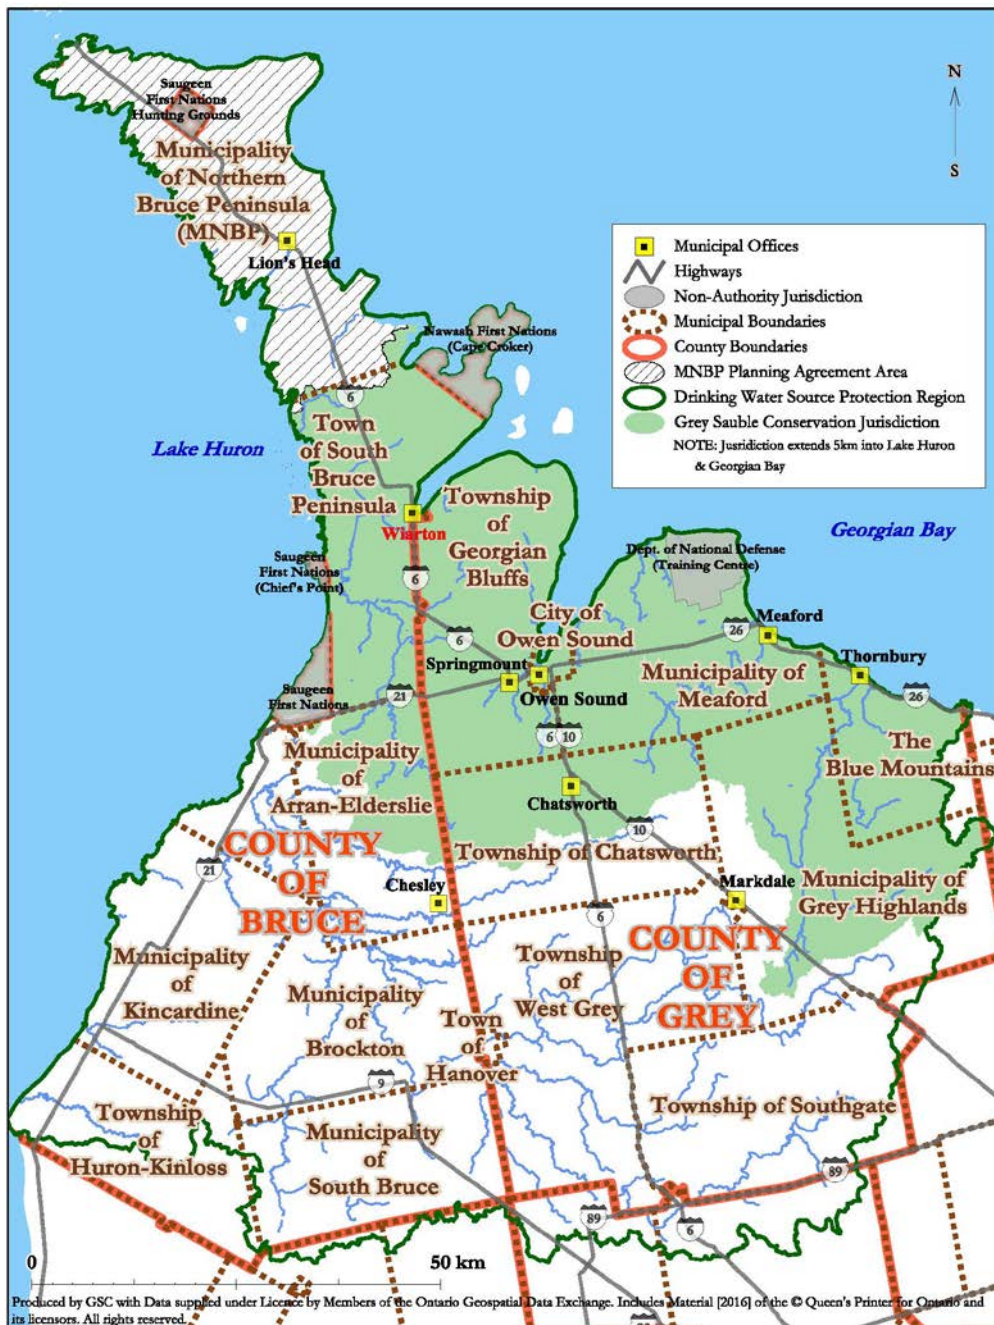 Saugeen
First Nations
Hunting Grounds
Municipality
of Northern
Bruce Peninsula
(MNBP)
Lion's Head
N
S
Municipal Offices
Highways
Non-Authority Jurisdiction
Municipal Boundaries
County Boundaries
MNBP Planning Agreement Area
Drinking Water Source Protection Region
Grey Sauble Conservation Jurisdiction
NOTE: Jusridiction extends 5km into Lake Huron
& Georgian Bay
Nawash First Nations
(Cape Croker)
6
Lake Huron
Town
of South
Bruce
Peninsula
Wiarton
Township
of
Georgian
Bluffs
Georgian Bay
Dept. of National Defense
(Training Centre)
Saugeen
First Nations
(Chief's Point)
6
City of
Owen Sound
6
26
Meaford
Springmount
Owen Sound
Municipality of
Meaford
Thornbury
26
Saugeen
First Nations
21
6
10
Municipality
of
Arran-Elderslie
The
Blue Mountains
Chatsworth
10
COUNTY
OF
BRUCE
Township of Chatsworth
21
Chesley
Markdale
Municipality of
Grey Highlands
6
COUNTY
OF
GREY
Municipality
of
Kincardine
Township
of
West Grey
Municipality
of
Brockton
Town
of
Hanover
9
Township
of
Huron-Kinloss
Township of Southgate
Municipality
of
South Bruce
89
89
6
0
50 km
Produced by GSC with Data supplied under Licence by Members of the Ontario Geospatial Data Exchange. Includes Material [2016] of the © Queen's Printer for Ontario and
its licensors. All rights reserved.